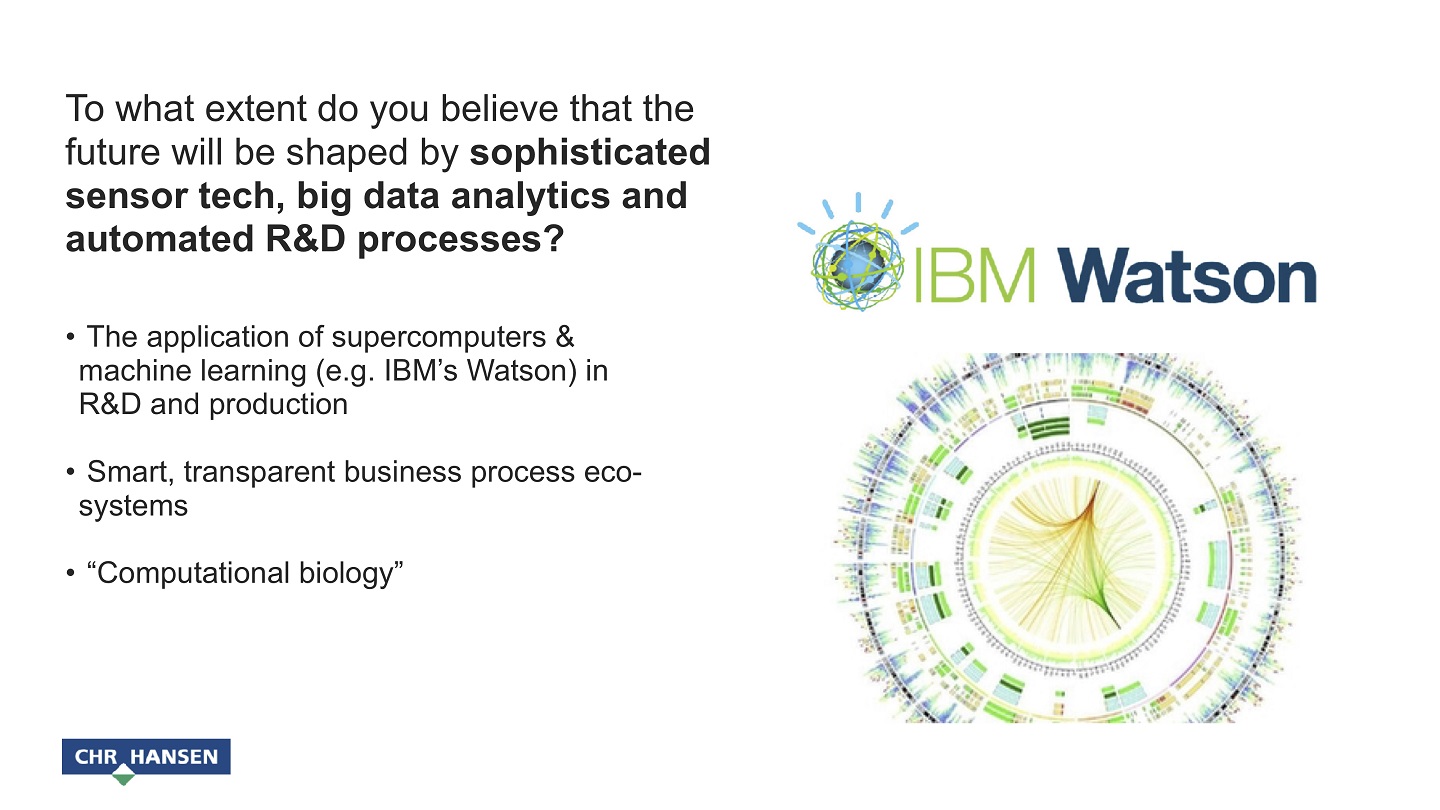 To what extent do you believe that the
future will be shaped by sophisticated
sensor tech, big data analytics and
automated R&D processes?
• The application of supercomputers &
machine learning (e.g. IBM’s Watson) in
R&D and production
• Smart, transparent business process eco-
systems
• “Computational biology”
IBM Watson
CHR HANSEN